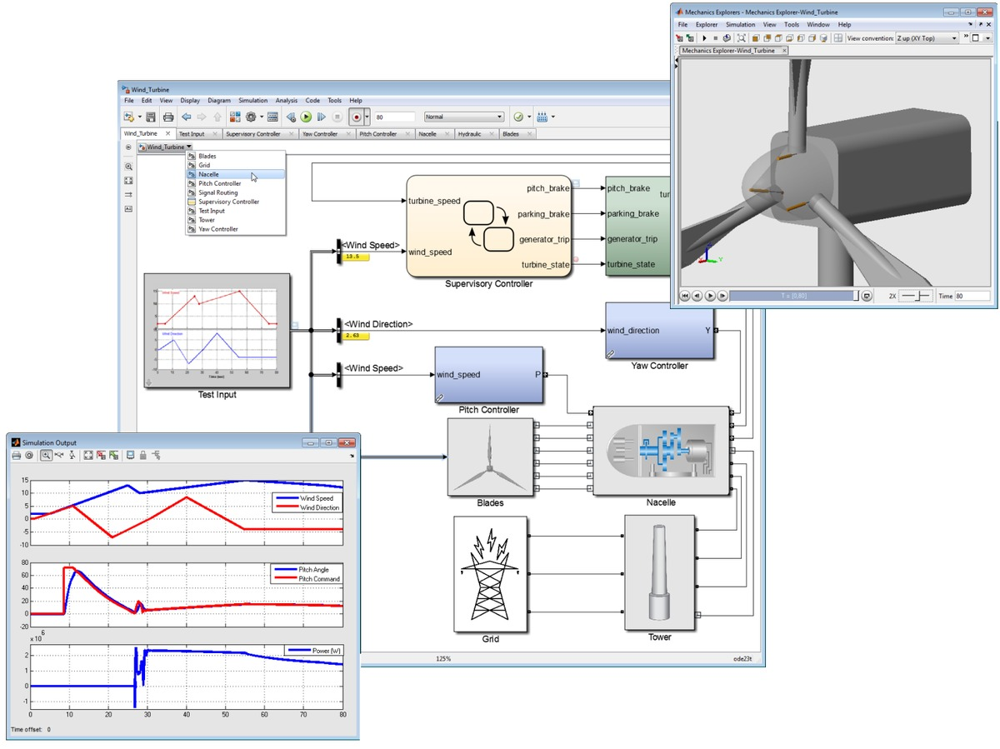 Mechanics Explorers - Mechanics Explorer-Wind_Turbine
File Explorer Simulation View Tools Window Help
View convention: Z up (XY Top)
Mechanics Explorer-Wind_Turbine
Y
T = [0,80]
2X
Time 80
Wind_Turbine
File Edit View Display Diagram Simulation Analysis Code Tools Help
80
Normal
Wind_Turbine
Test Input
Supervisory Controller
Yaw Controller
Pitch Controller
Nacelle
Hydraulic
Blades
Wind_Turbine
Blades
Grid
Nacelle
Pitch Controller
Signal Routing
Supervisory Controller
Test Input
Tower
Yaw Controller
turbine_speed
wind_speed
pitch_brake
parking_brake
generator_trip
turbine_state
Supervisory Controller
pitch_brake
parking_brake
generator_trip
turbine_state
tur
<Wind Speed>
13.5
<Wind Direction>
2.63
<Wind Speed>
Wind Speed
Wind Direction
Time (sec)
Test Input
wind_direction
Y
Yaw Controller
wind_speed
P
Pitch Controller
Blades
Nacelle
Grid
Tower
125%
ode23t
Simulation Output
15
10
5
0
-5
-10
Wind Speed
Wind Direction
80
60
40
20
0
-20
Pitch Angle
Pitch Command
x 10
6
2
1
0
-1
Power (W)
0 10 20 30 40 50 60 70 80
Time offset: 0